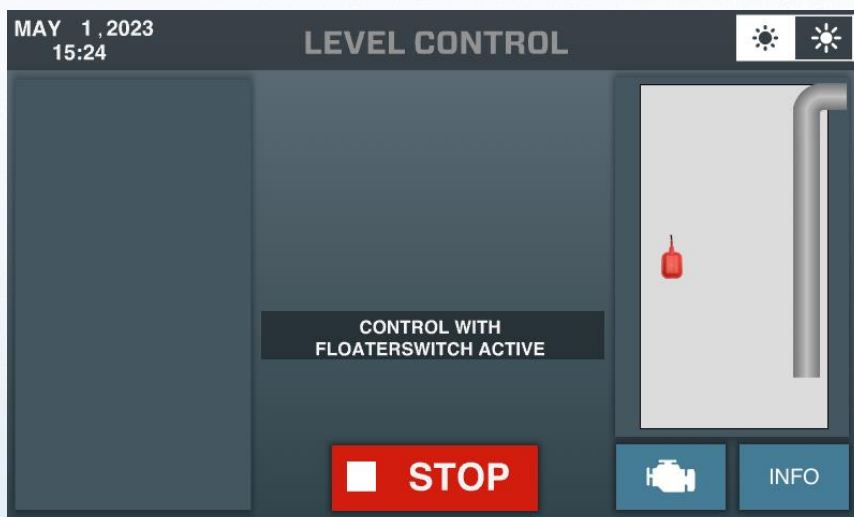 MAY 1,2023
15:24
LEVEL CONTROL
CONTROL WITH
FLOATERSWITCH ACTIVE
STOP
INFO